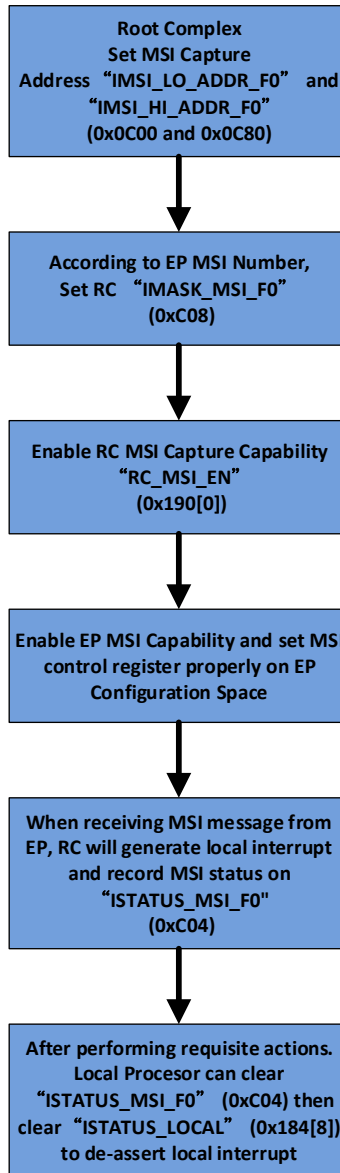 Root Complex
Set MSI Capture
Address “IMSI_LO_ADDR_F0” and
“IMSI_HI_ADDR_F0”
(0x0C00 and 0x0C80)
According to EP MSI Number,
Set RC “IMASK_MSI_F0”
(0xC08)
Enable RC MSI Capture Capability
“RC_MSI_EN”
(0x190[0])
Enable EP MSI Capability and set MSI
control register properly on EP
Configuration Space
When receiving MSI message from
EP, RC will generate local interrupt
and record MSI status on
“ISTATUS_MSI_F0"
(0xC04)
After performing requisite actions.
Local Procesor can clear
“ISTATUS_MSI_F0” (0xC04) then
clear “ISTATUS_LOCAL” (0x184[8])
to de-assert local interrupt